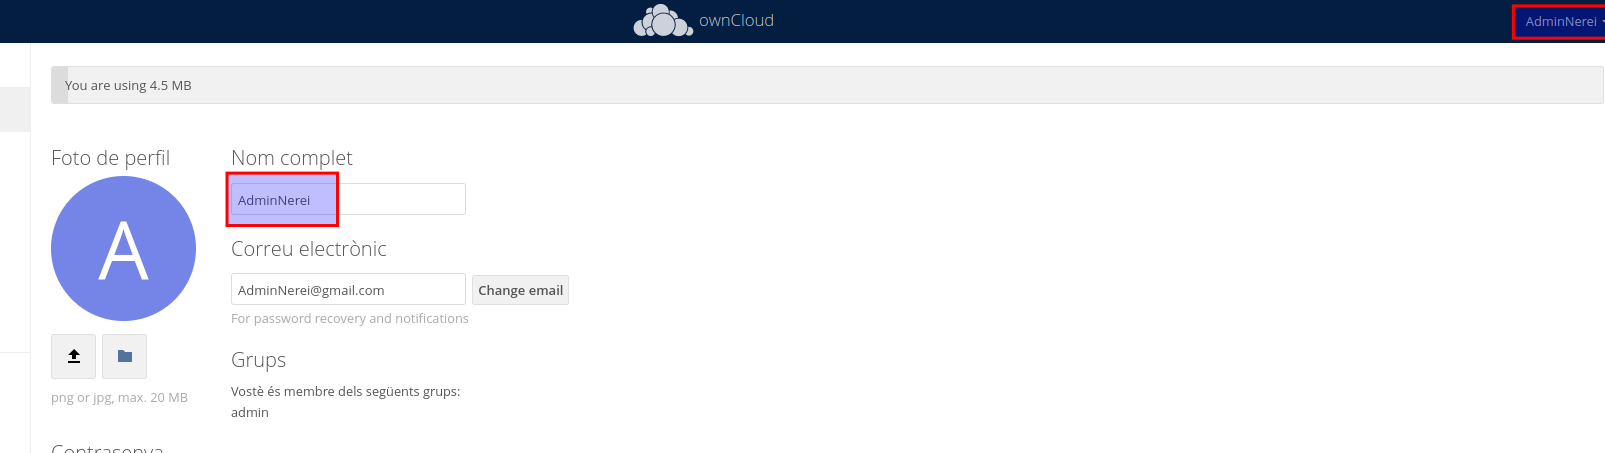 ownCloud
AdminNerei
You are using 4.5 MB
Foto de perfil
A
png or jpg, max. 20 MB
Nom complet
AdminNerei
Correu electrònic
AdminNerei@gmail.com
Change email
For password recovery and notifications
Grups
Vostè és membre dels següents grups:
admin
Contrasenya